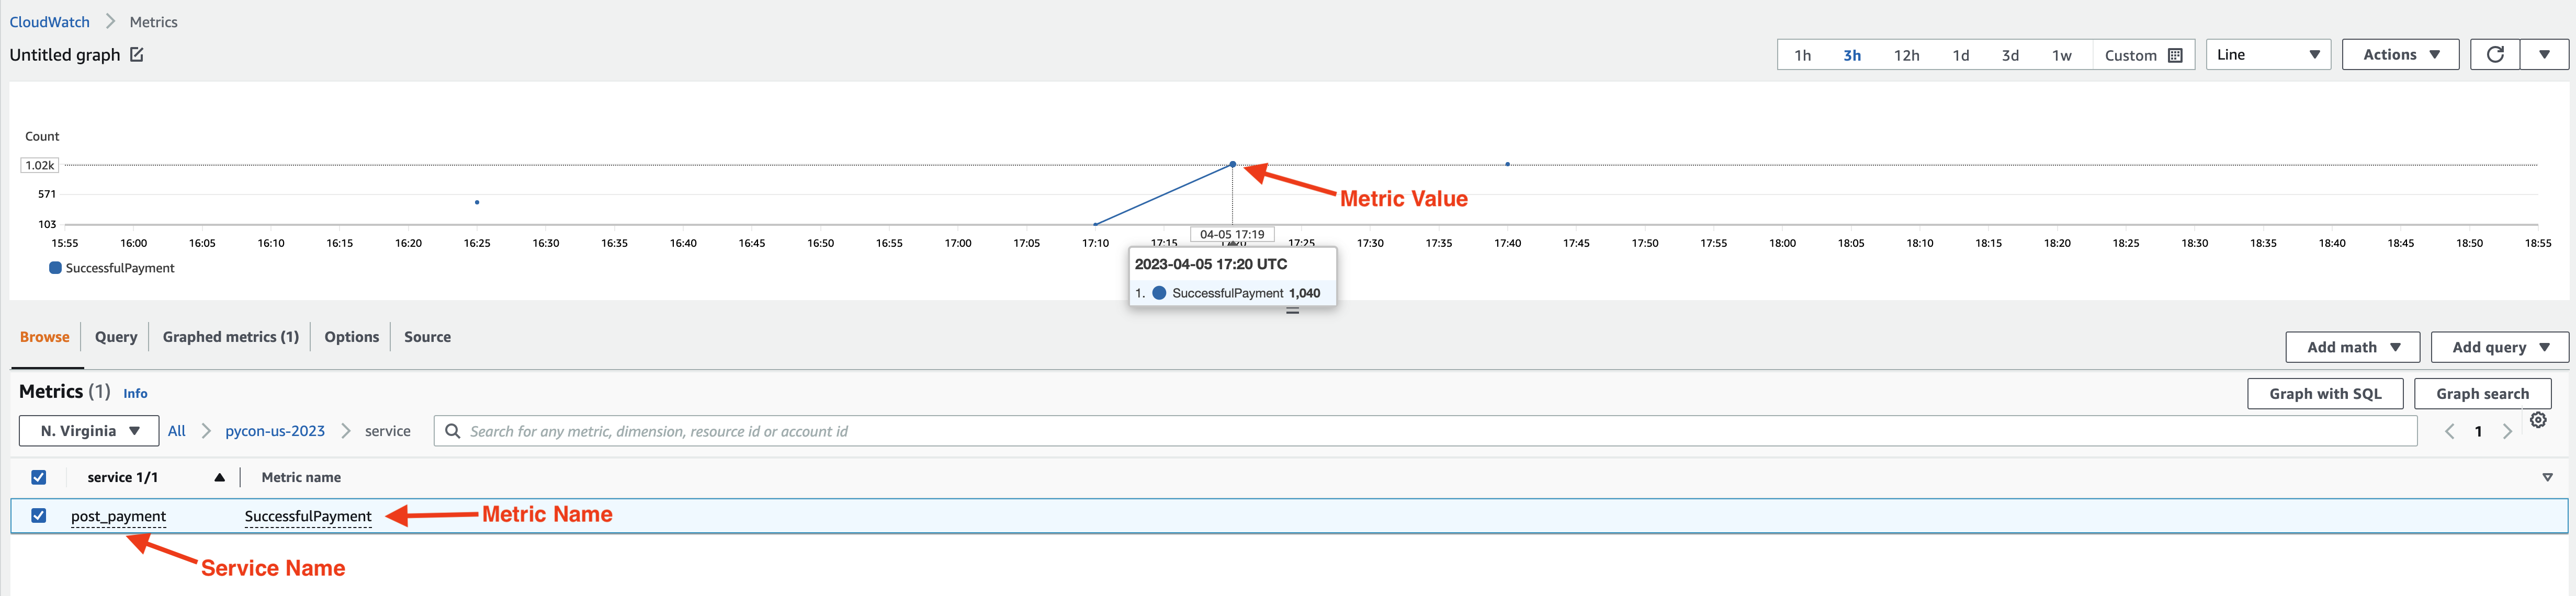 CloudWatch > Metrics
Untitled graph
1h 3h 12h 1d 3d 1w Custom Line Actions
Count
1.02k
Metric Value
571
103
15:55 16:00 16:05 16:10 16:15 16:20 16:25 16:30 16:35 16:40 16:45 16:50 16:55 17:00 17:05 17:10 17:15 04-05 17:19 17:25 17:30 17:35 17:40 17:45 17:50 17:55 18:00 18:05 18:10 18:15 18:20 18:25 18:30 18:35 18:40 18:45 18:50 18:55
SuccessfulPayment
2023-04-05 17:20 UTC
1. SuccessfulPayment 1,040
Browse Query Graphed metrics (1) Options Source
Add math Add query
Metrics (1) Info
Graph with SQL Graph search
N. Virginia All > pycon-us-2023 > service Search for any metric, dimension, resource id or account id < 1 >
service 1/1 Metric name
post_payment SuccessfulPayment Metric Name
Service Name